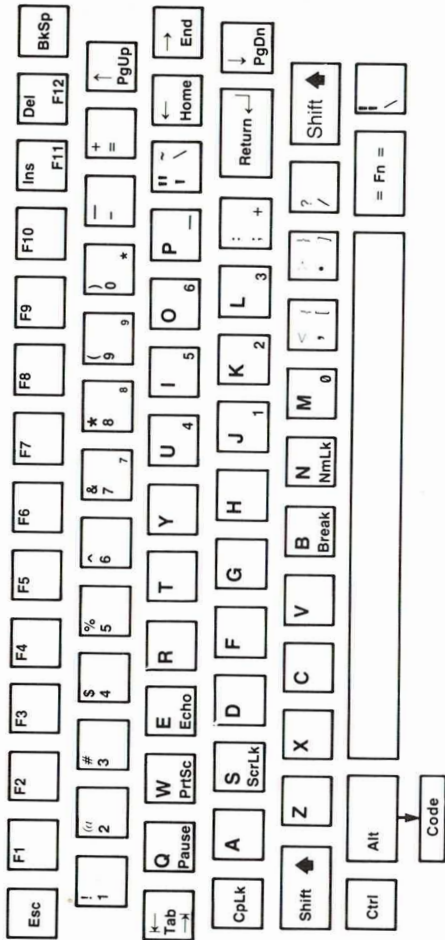 Esc F1 F2 F3 F4 F5 F6 F7 F8 F9 F10 Ins F11 Del F12 BkSp
! 1 2 # 3 $ 4 % 5 ^ 6 & 7 7 * 8 8 ( 9 9 ) 0 * — - + = ↑ PgUp
⇤ Tab ⇥ Q Pause W PrtSc E Echo R T Y U 4 I 5 O 6 P — " ' ~ \ ← Home → End
CpLk A S ScrLk D F G H J 1 K 2 L 3 : ; + Return ↵ ↓ PgDn
Shift Z X C V B Break N NmLk M 0 < , { [ . } ] ? / Shift
Ctrl Alt = Fn = ¦ \
Code